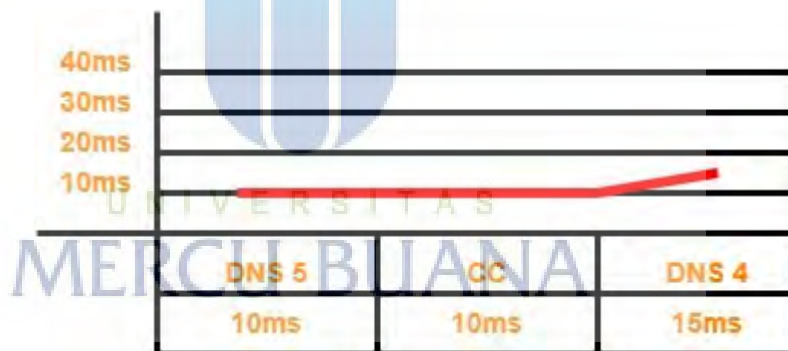 40ms
30ms
20ms
10ms
UNIVERSITAS
MERCU BUANA
DNS 5 CC DNS 4
10ms 10ms 15ms